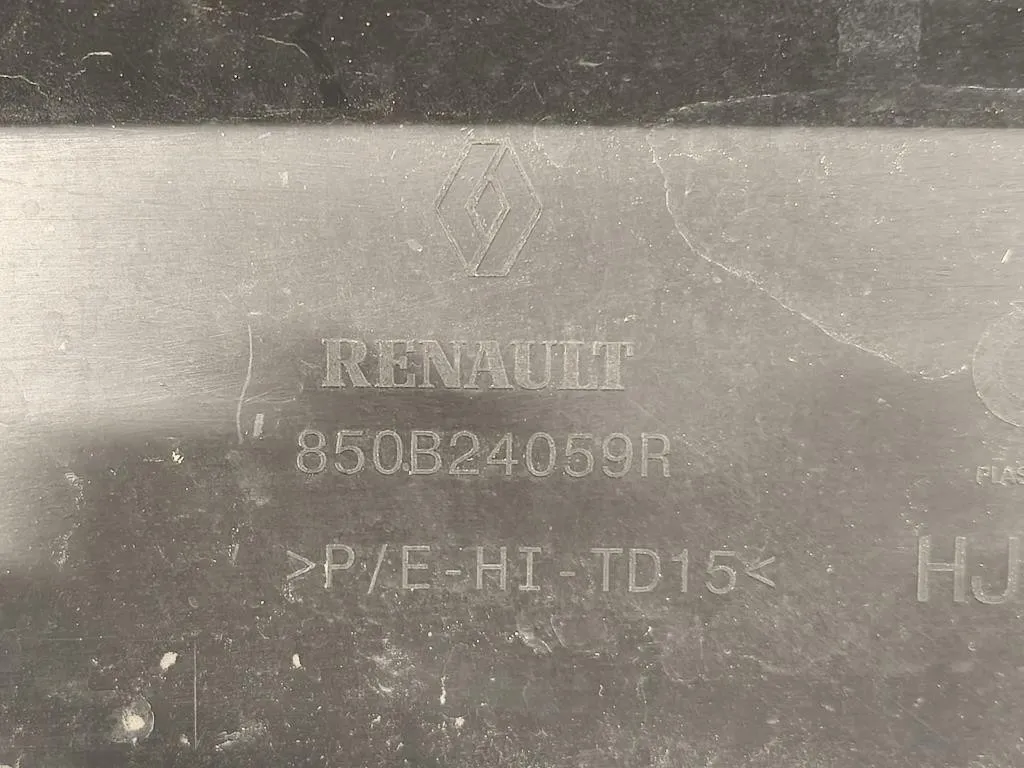 RENAULT
850B24059R
>P/E-HI-TD15<
HJ